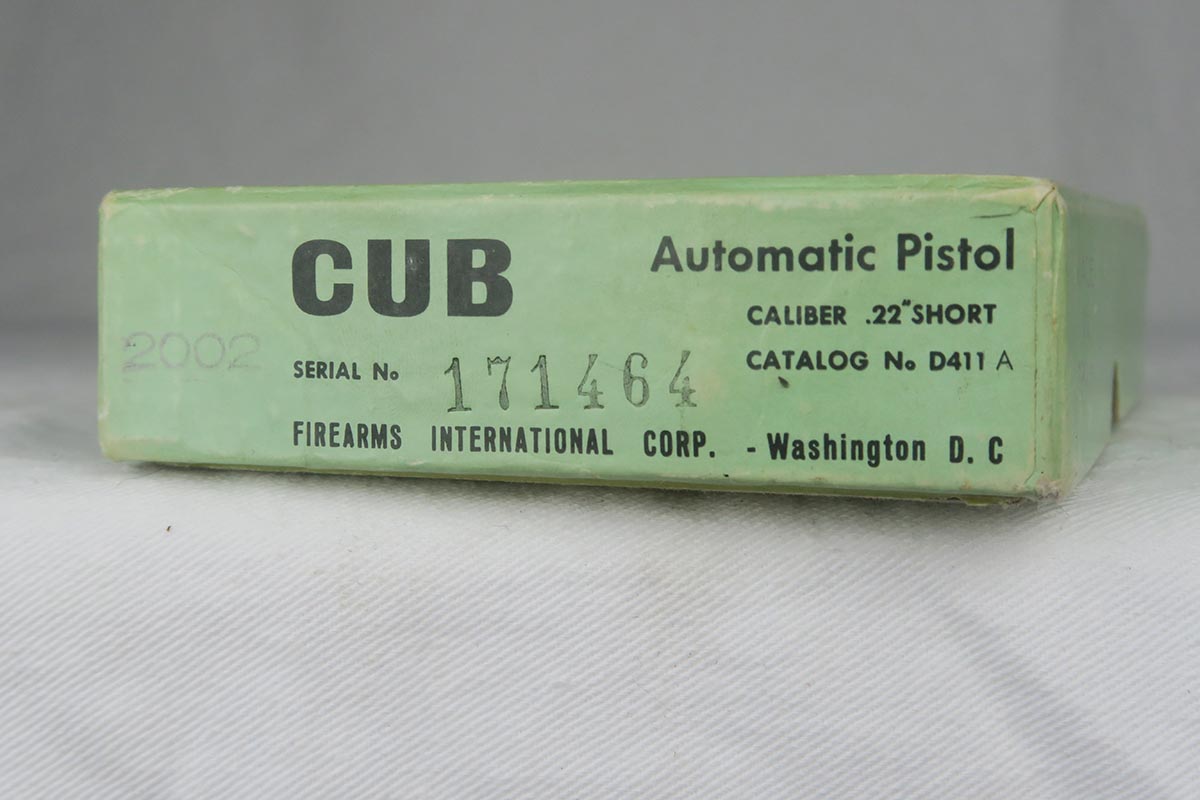 CUB
Automatic Pistol
CALIBER .22" SHORT
2002
SERIAL No 171464
CATALOG No D411 A
FIREARMS INTERNATIONAL CORP. - Washington D. C